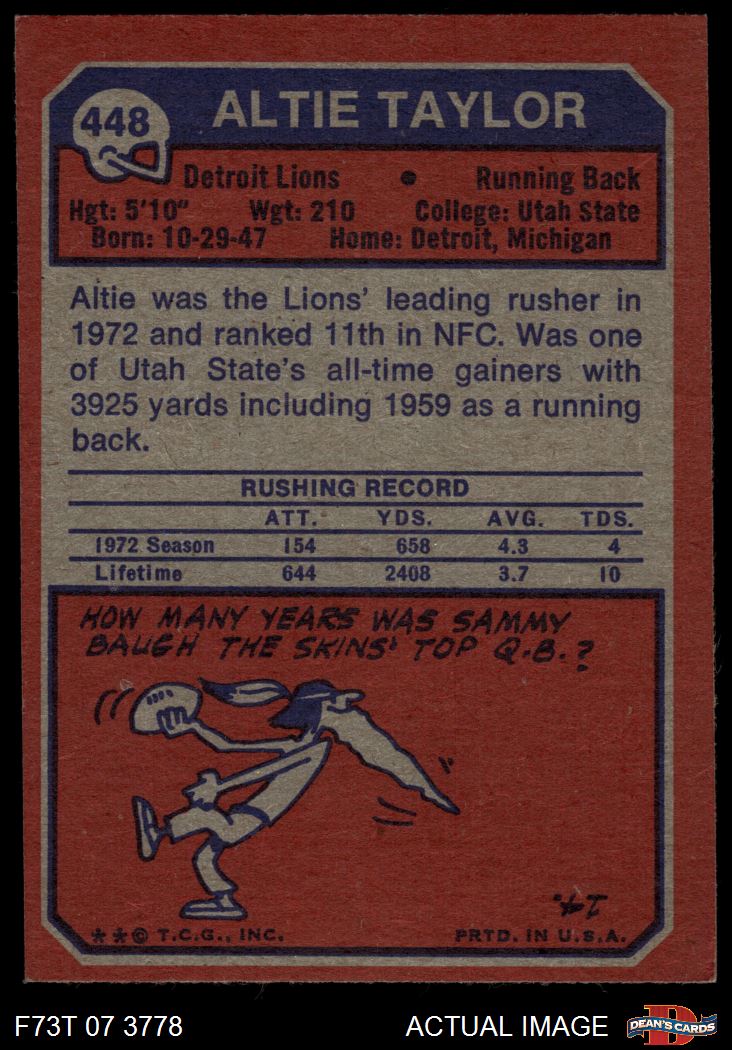 448
ALTIE TAYLOR
Detroit Lions • Running Back
Hgt: 5'10" Wgt: 210 College: Utah State
Born: 10-29-47 Home: Detroit, Michigan
Altie was the Lions' leading rusher in
1972 and ranked 11th in NFC. Was one
of Utah State's all-time gainers with
3925 yards including 1959 as a running
back.
RUSHING RECORD
ATT. YDS. AVG. TDS.
1972 Season 154 658 4.3 4
Lifetime 644 2408 3.7 10
HOW MANY YEARS WAS SAMMY
BAUGH THE SKINS' TOP Q.B.?
14.
**© T.C.G., INC. PRTD. IN U.S.A.
F73T 07 3778 ACTUAL IMAGE
DEAN'S CARDS